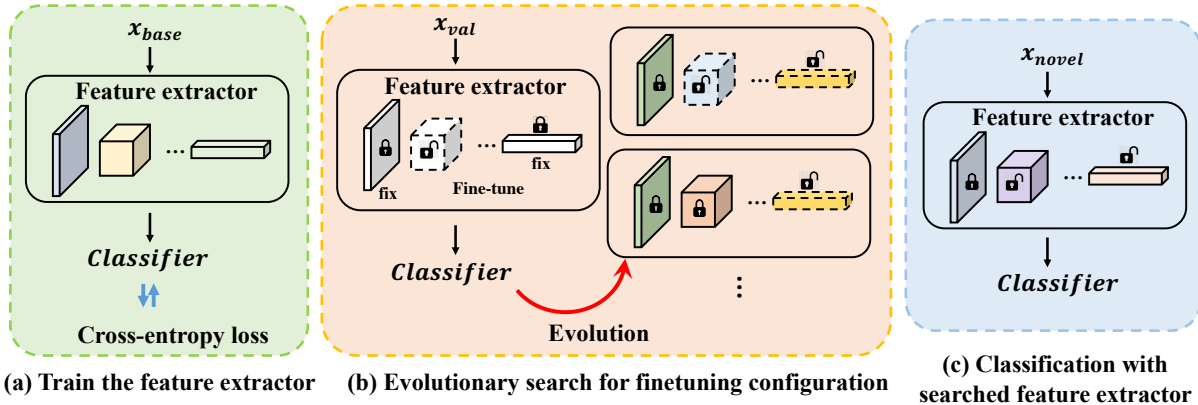 x_base
Feature extractor
...
Classifier
Cross-entropy loss
(a) Train the feature extractor
x_val
Feature extractor
...
fix
Fine-tune
fix
Classifier
Evolution
...
...
⋮
(b) Evolutionary search for finetuning configuration
x_novel
Feature extractor
...
Classifier
(c) Classification with
searched feature extractor